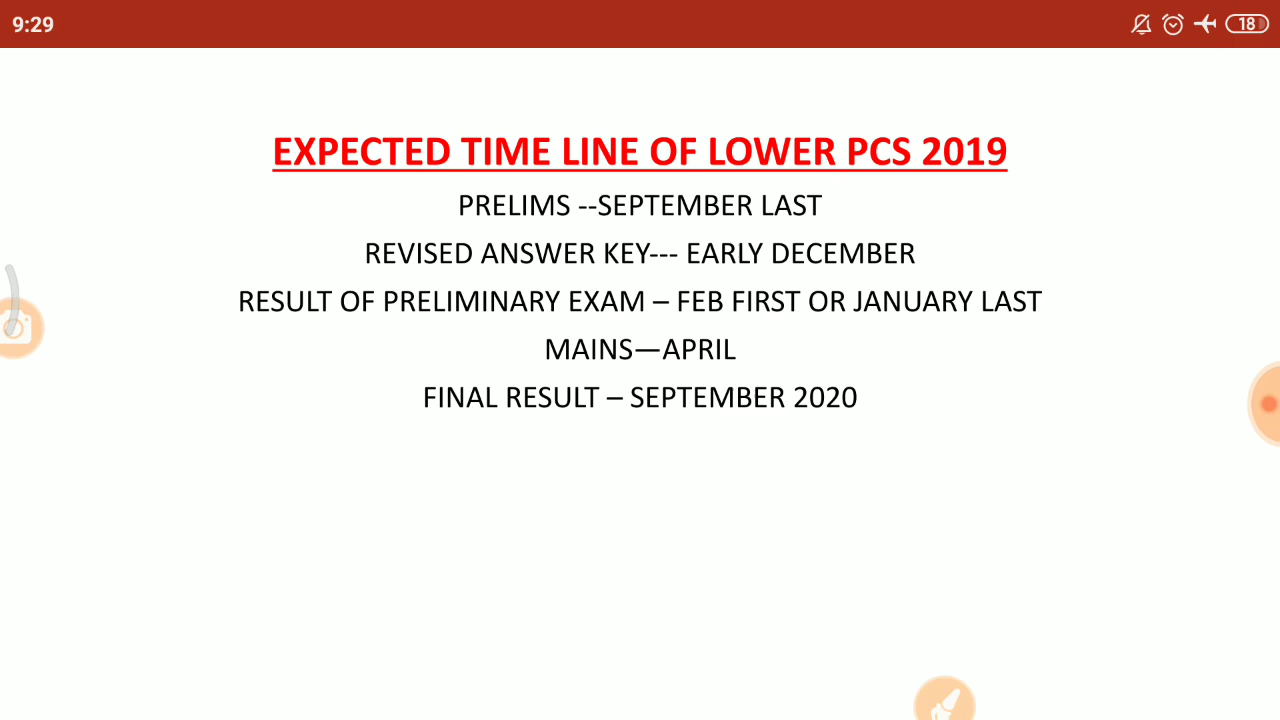 9:29
18
EXPECTED TIME LINE OF LOWER PCS 2019
PRELIMS --SEPTEMBER LAST
REVISED ANSWER KEY--- EARLY DECEMBER
RESULT OF PRELIMINARY EXAM – FEB FIRST OR JANUARY LAST
MAINS—APRIL
FINAL RESULT – SEPTEMBER 2020